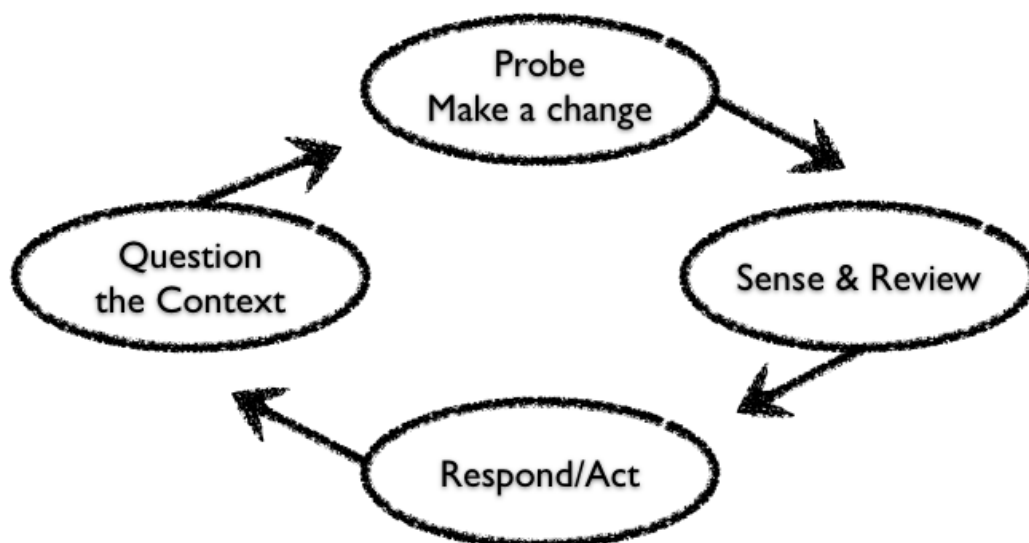 Probe
Make a change
Question
the Context
Sense & Review
Respond/Act